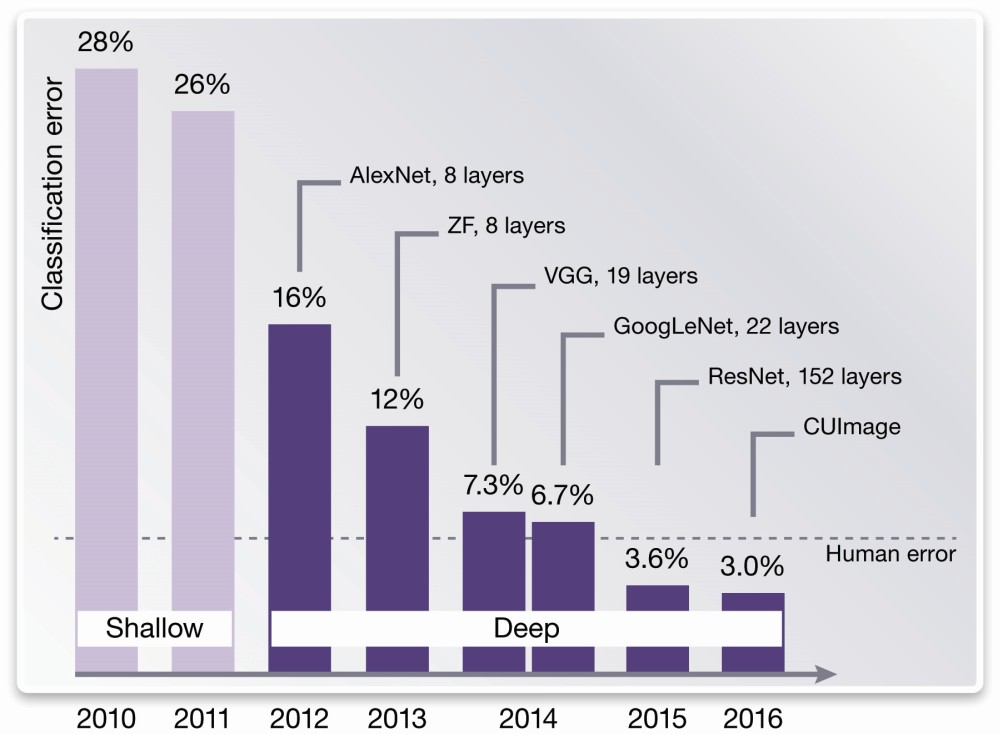 28%
26%
Classification error
AlexNet, 8 layers
ZF, 8 layers
VGG, 19 layers
16%
GoogLeNet, 22 layers
ResNet, 152 layers
12%
CUImage
7.3%
6.7%
Human error
3.6%
3.0%
Shallow
Deep
2010
2011
2012
2013
2014
2015
2016